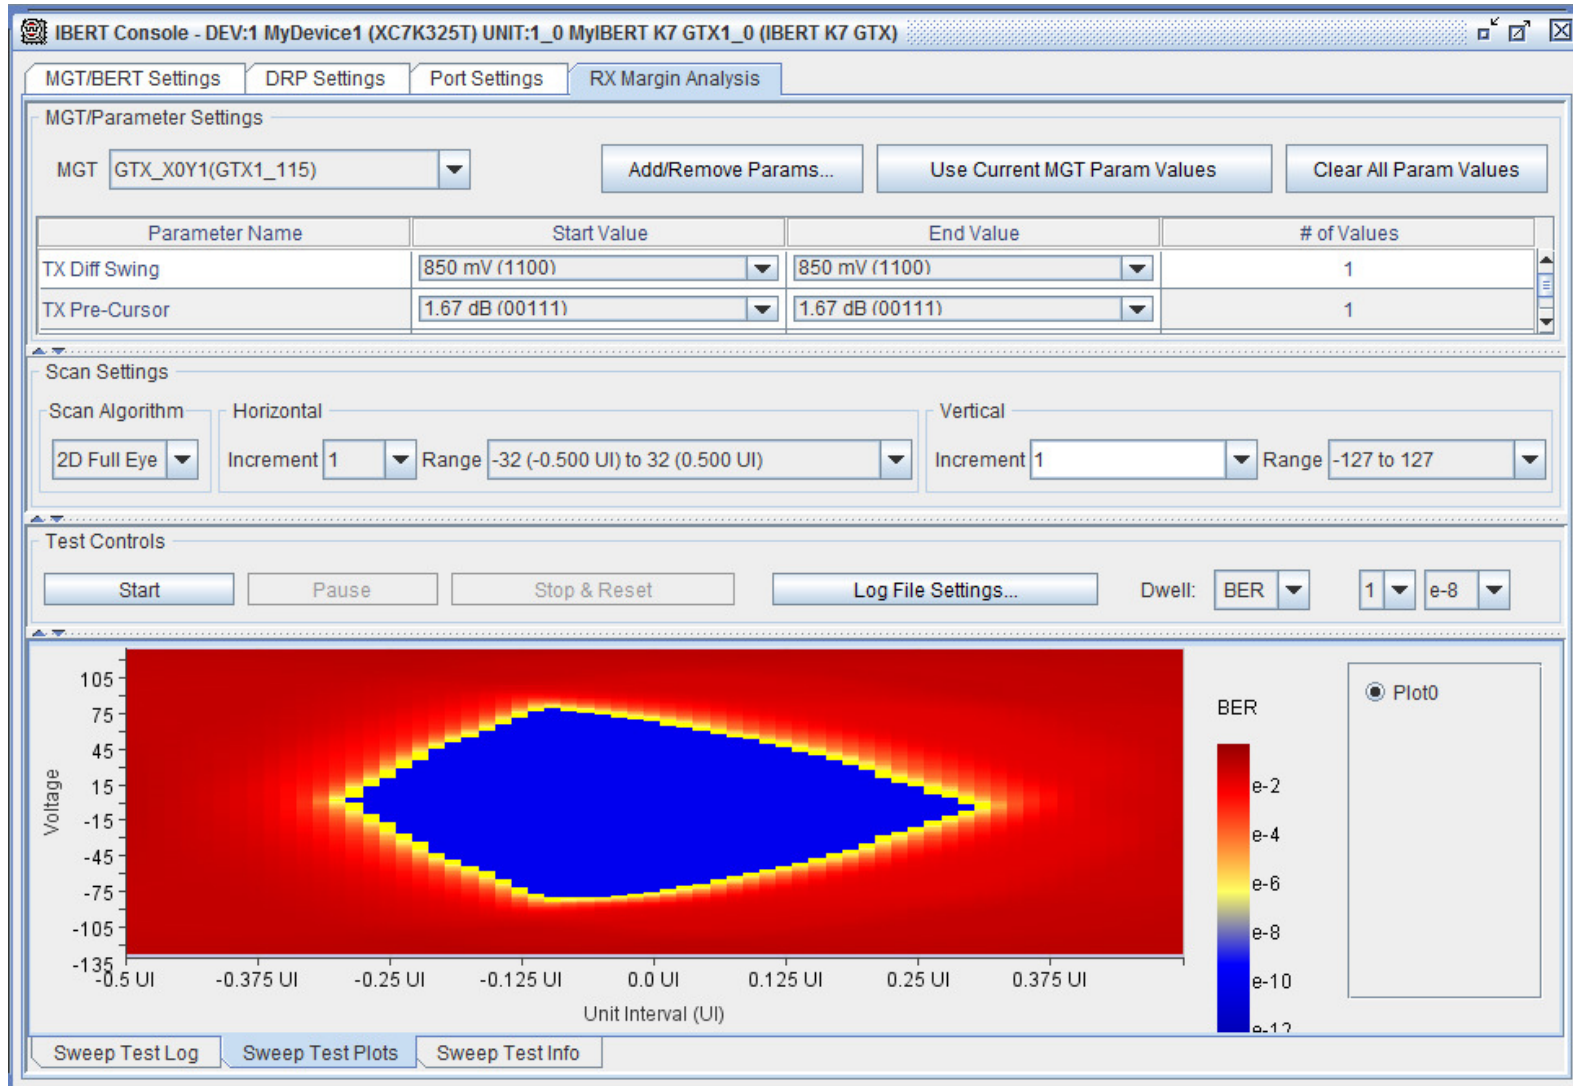 IBERT Console - DEV:1 MyDevice1 (XC7K325T) UNIT:1_0 MyIBERT K7 GTX1_0 (IBERT K7 GTX)
MGT/BERT Settings DRP Settings Port Settings RX Margin Analysis
MGT/Parameter Settings
MGT GTX_X0Y1(GTX1_115) Add/Remove Params... Use Current MGT Param Values Clear All Param Values
Parameter Name Start Value End Value # of Values
TX Diff Swing 850 mV (1100) 850 mV (1100) 1
TX Pre-Cursor 1.67 dB (00111) 1.67 dB (00111) 1
Scan Settings
Scan Algorithm Horizontal Vertical
2D Full Eye Increment 1 Range -32 (-0.500 UI) to 32 (0.500 UI) Increment 1 Range -127 to 127
Test Controls
Start Pause Stop & Reset Log File Settings... Dwell: BER 1 e-8
Voltage
105
75
45
15
-15
-45
-75
-105
-135
-0.5 UI -0.375 UI -0.25 UI -0.125 UI 0.0 UI 0.125 UI 0.25 UI 0.375 UI
Unit Interval (UI)
BER
e-2
e-4
e-6
e-8
e-10
e-12
Plot0
Sweep Test Log Sweep Test Plots Sweep Test Info